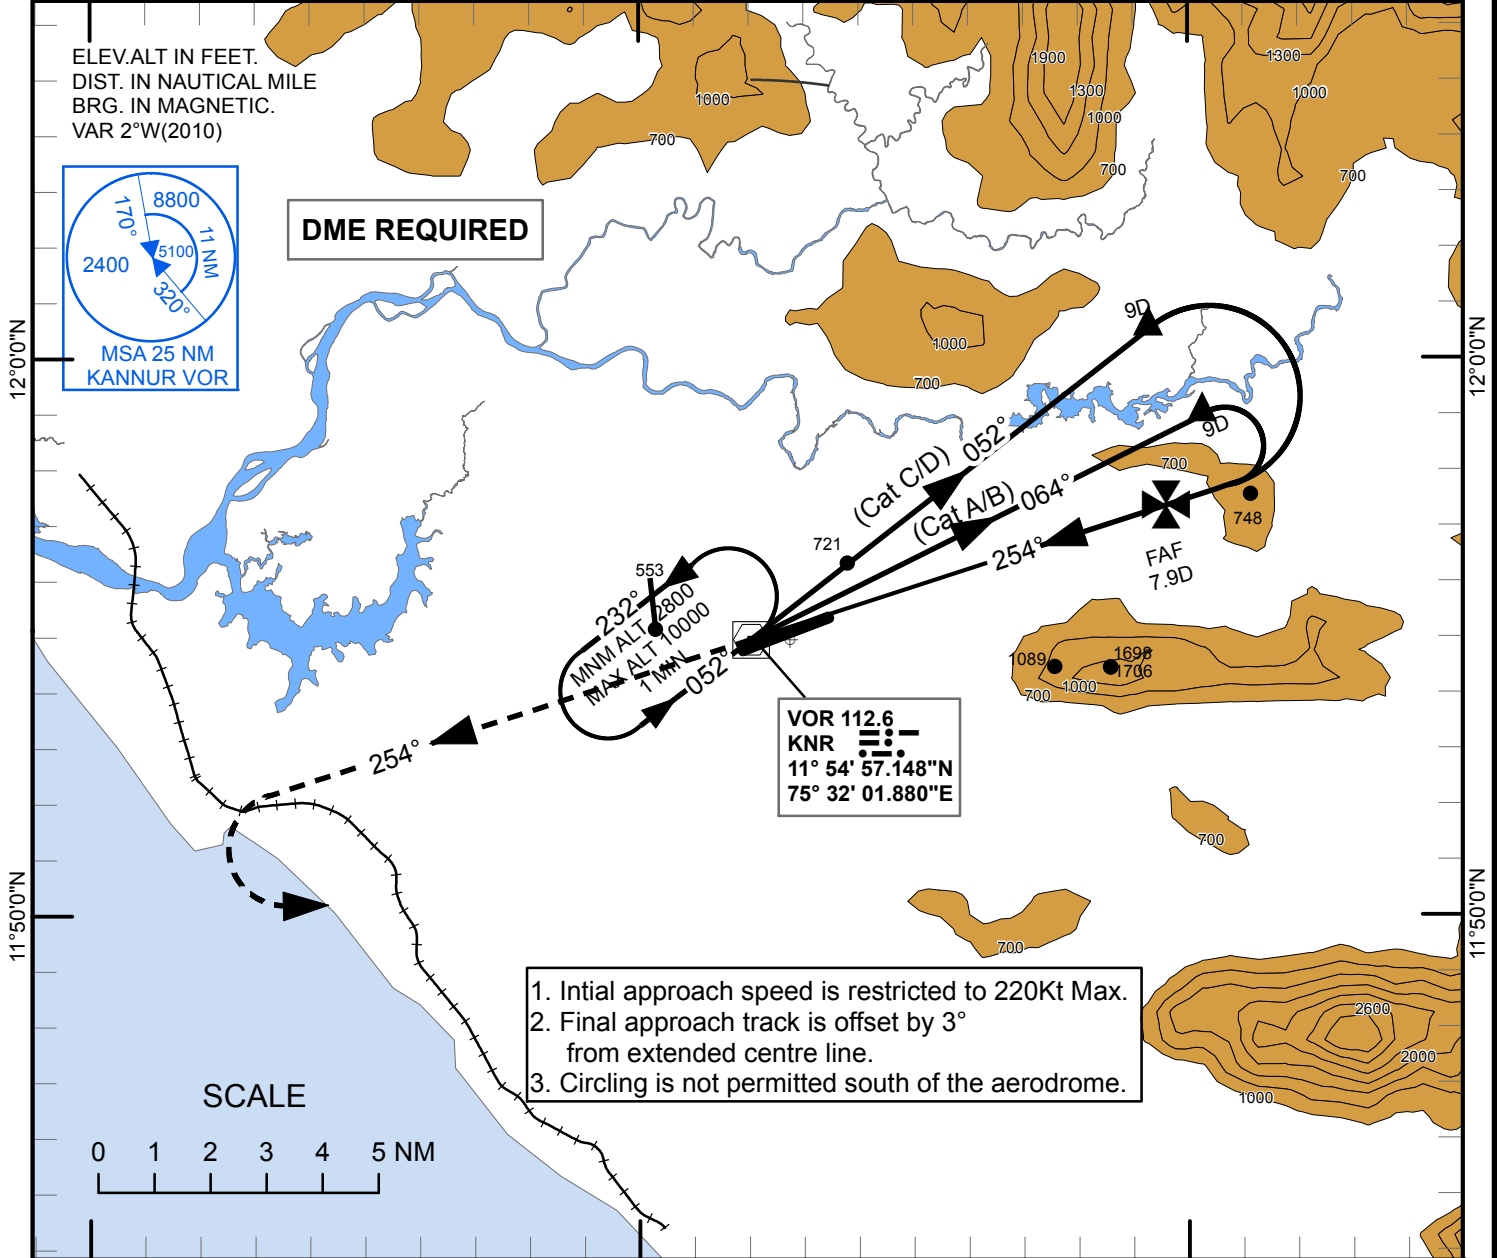 ELEV.ALT IN FEET.
DIST. IN NAUTICAL MILE
BRG. IN MAGNETIC.
VAR 2°W(2010)
1000
700
1900
1300
1000
700
1300
1000
700
170°
8800
11 NM
5100
2400
320°
MSA 25 NM
KANNUR VOR
DME REQUIRED
12°0'0"N
12°0'0"N
1000
700
9D
9D
(Cat C/D)
052°
(Cat A/B)
064°
700
748
721
254°
FAF
7.9D
553
232°
MNM ALT 2800
MAX ALT 10000
1 MIN
052°
1089
1698
1706
1000
700
254°
VOR 112.6
KNR
11° 54' 57.148"N
75° 32' 01.880"E
700
11°50'0"N
11°50'0"N
700
1. Intial approach speed is restricted to 220Kt Max.
2. Final approach track is offset by 3°
from extended centre line.
3. Circling is not permitted south of the aerodrome.
2600
2000
1000
SCALE
0 1 2 3 4 5 NM